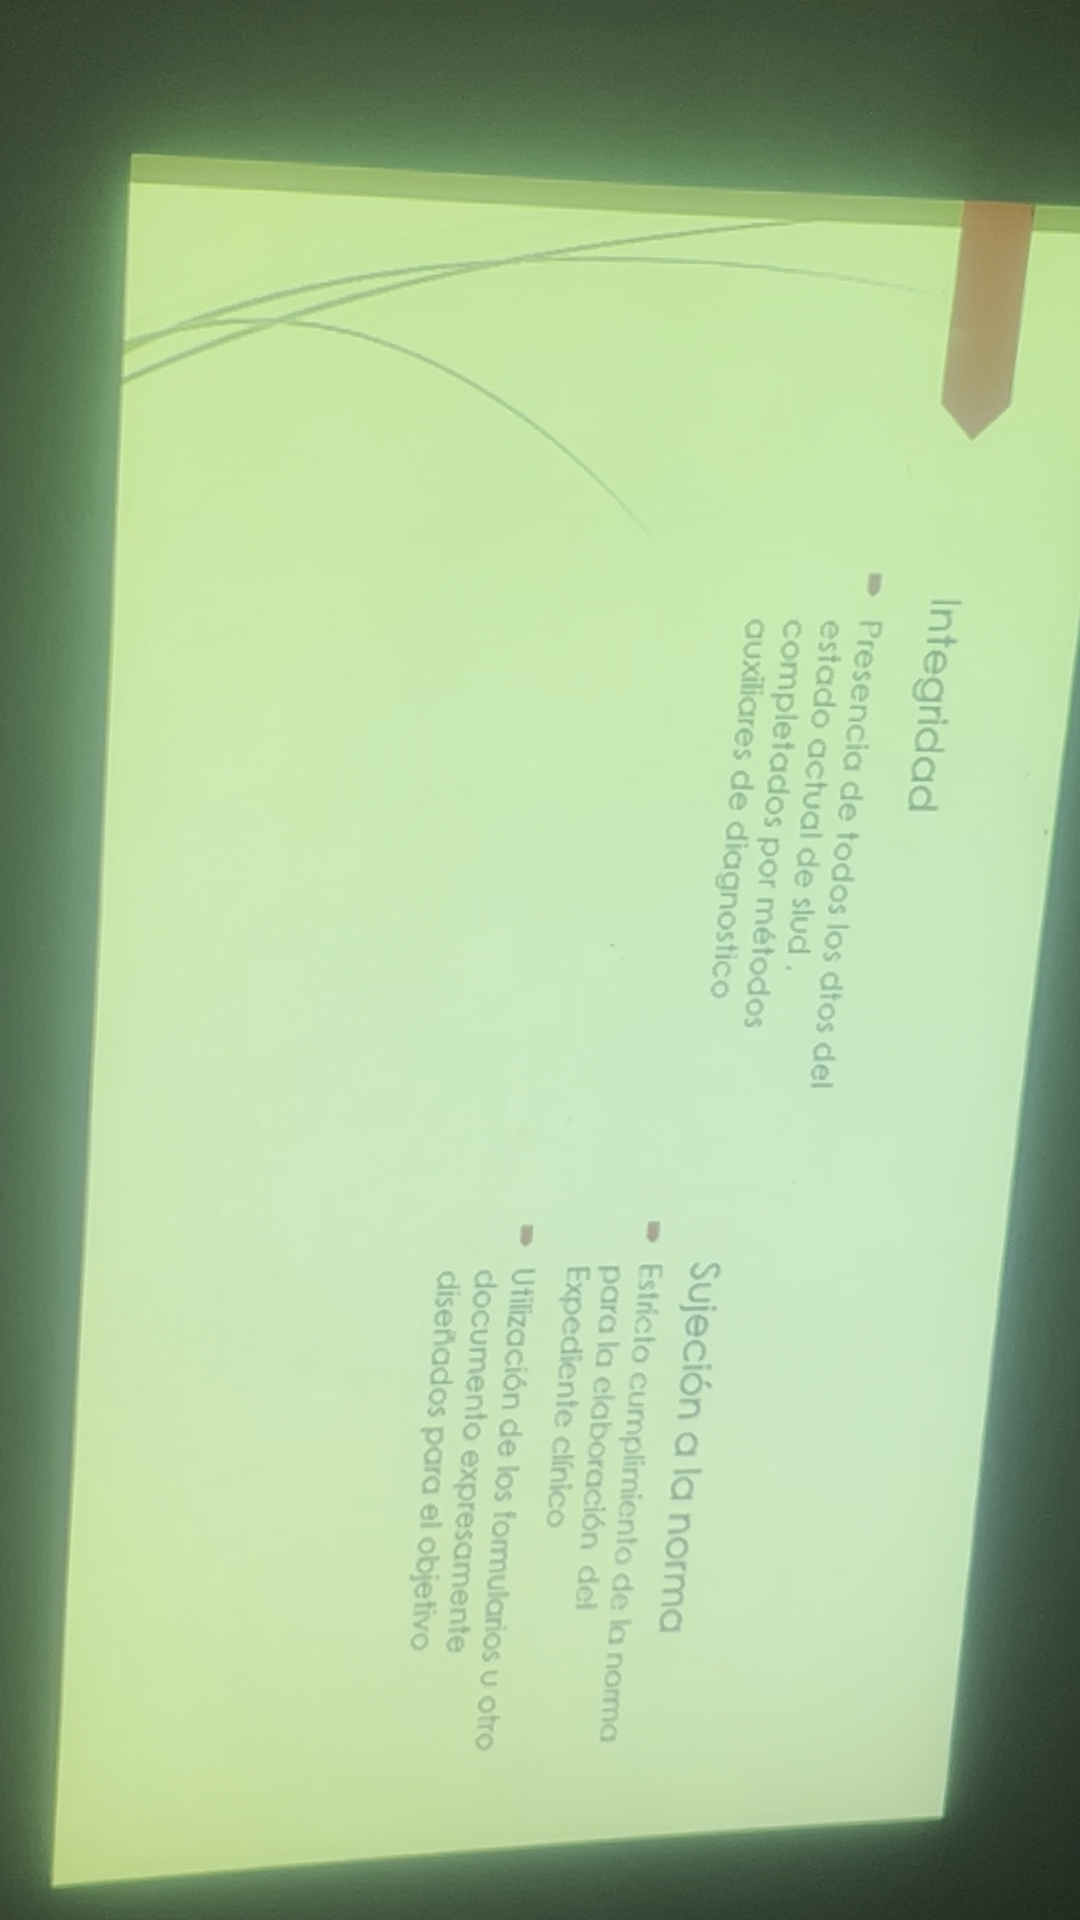 Integridad
Presencia de todos los dtos del
estado actual de slud ,
completados por métodos
auxiliares de diagnostico
Sujeción a la norma
Estricto cumplimiento de la norma
para la elaboración del
Expediente clínico
Utilización de los formularios u otro
documento expresamente
diseñados para el objetivo